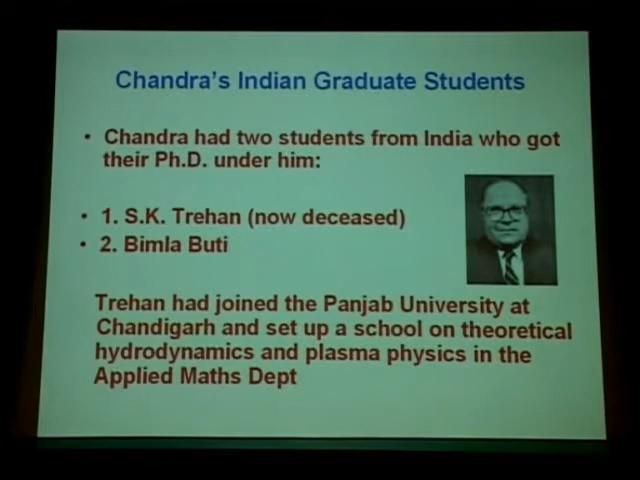 Chandra's Indian Graduate Students
• Chandra had two students from India who got
their Ph.D. under him:
• 1. S.K. Trehan (now deceased)
• 2. Bimla Buti
Trehan had joined the Panjab University at
Chandigarh and set up a school on theoretical
hydrodynamics and plasma physics in the
Applied Maths Dept